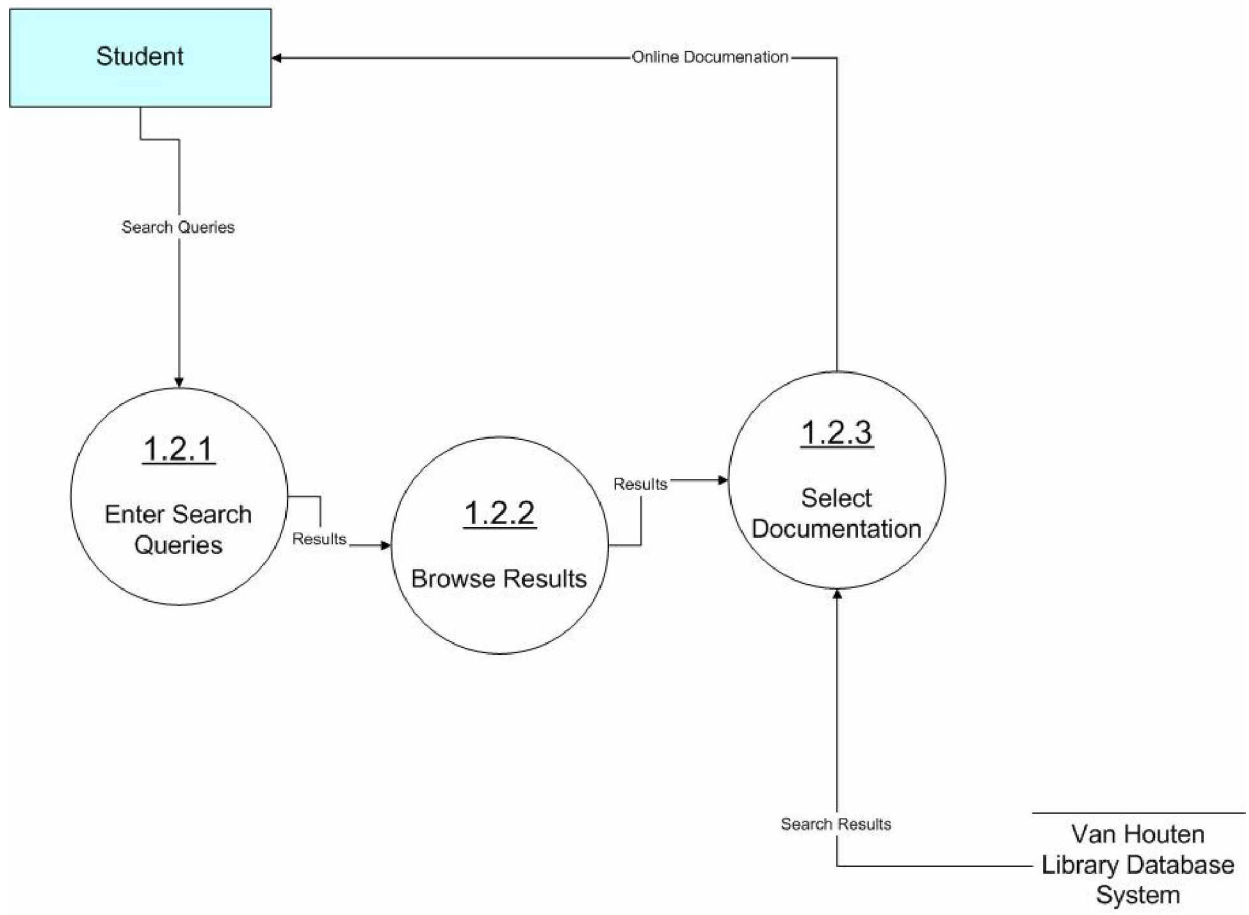 Student
Online Documenation
Search Queries
1.2.1
Enter Search
Queries
Results
1.2.2
Browse Results
Results
1.2.3
Select
Documentation
Search Results
Van Houten
Library Database
System